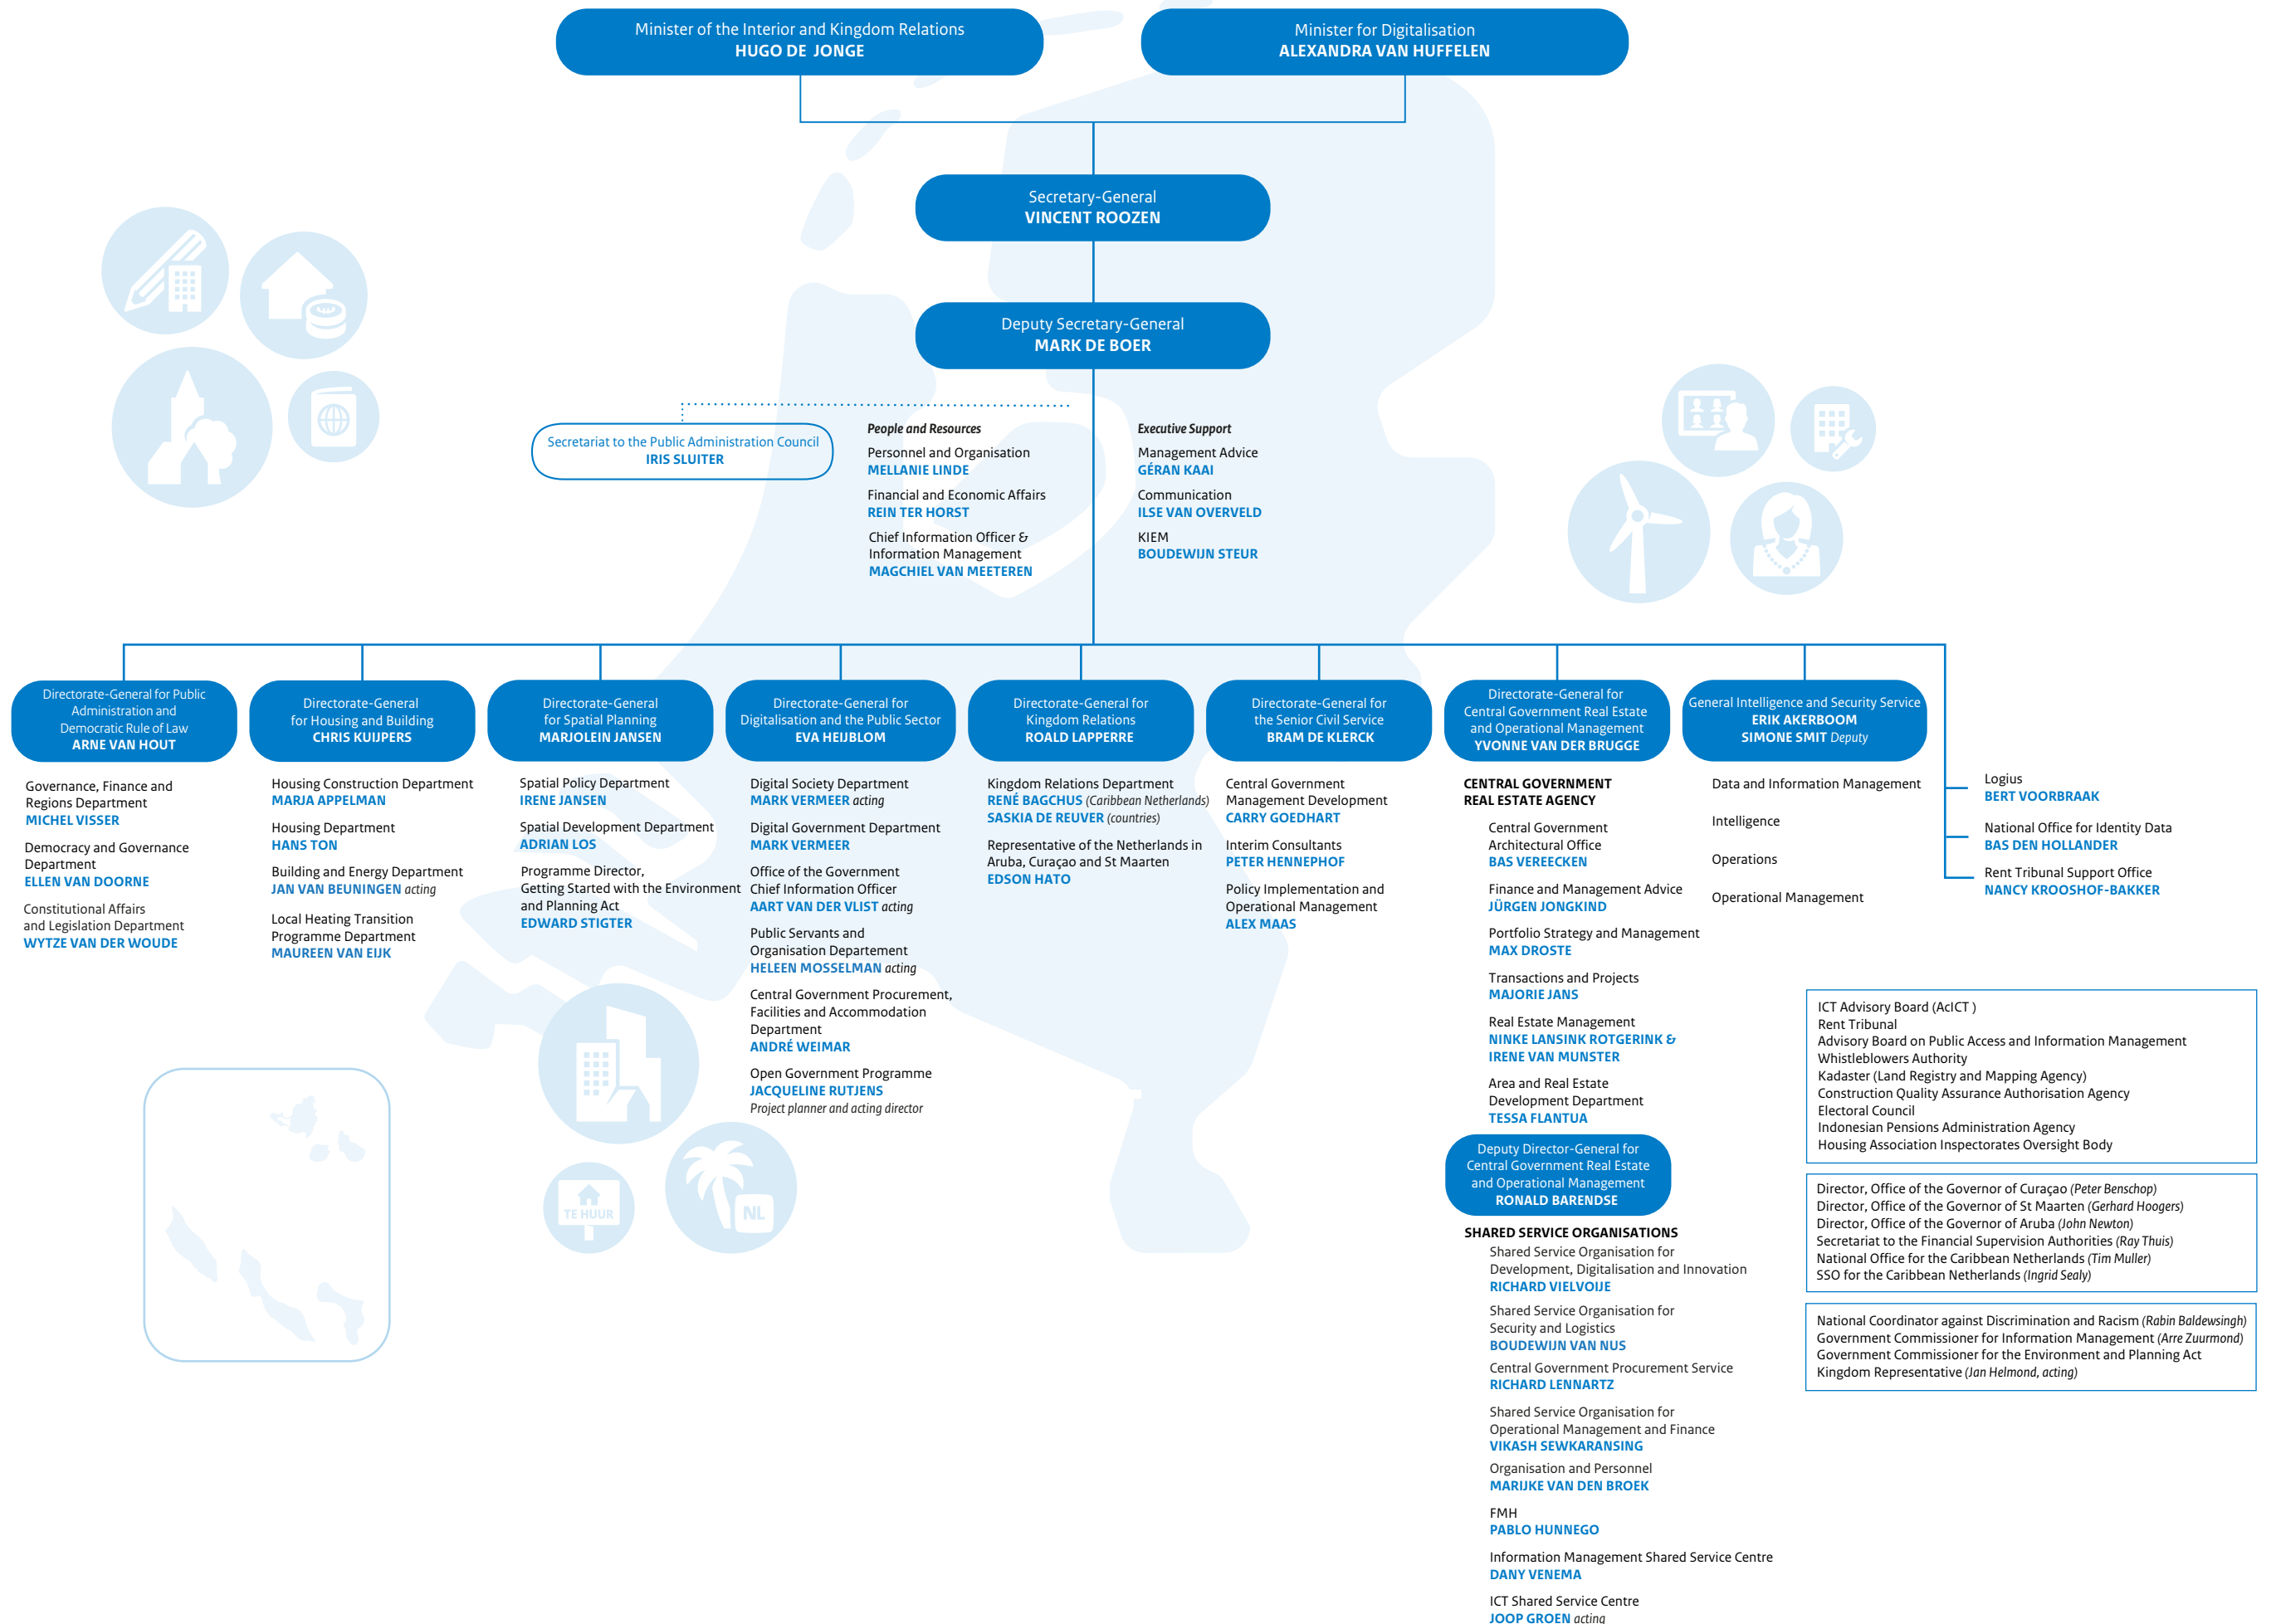 Minister of the Interior and Kingdom Relations
HUGO DE JONGE
Minister for Digitalisation
ALEXANDRA VAN HUFFELEN
Secretary-General
VINCENT ROOZEN
Deputy Secretary-General
MARK DE BOER
Secretariat to the Public Administration Council
IRIS SLUITER
People and Resources
Personnel and Organisation
MELLANIE LINDE
Financial and Economic Affairs
REIN TER HORST
Chief Information Officer &
Information Management
MAGCHIEL VAN MEETEREN
Executive Support
Management Advice
GÉRAN KAAI
Communication
ILSE VAN OVERVELD
KIEM
BOUDEWIJN STEUR
Directorate-General for Public
Administration and
Democratic Rule of Law
ARNE VAN HOUT
Governance, Finance and
Regions Department
MICHEL VISSER
Democracy and Governance
Department
ELLEN VAN DOORNE
Constitutional Affairs
and Legislation Department
WYTZE VAN DER WOUDE
Directorate-General
for Housing and Building
CHRIS KUIJPERS
Housing Construction Department
MARJA APPELMAN
Housing Department
HANS TON
Building and Energy Department
JAN VAN BEUNINGEN acting
Local Heating Transition
Programme Department
MAUREEN VAN EIJK
Directorate-General
for Spatial Planning
MARJOLEIN JANSEN
Spatial Policy Department
IRENE JANSEN
Spatial Development Department
ADRIAN LOS
Programme Director,
Getting Started with the Environment
and Planning Act
EDWARD STIGTER
Directorate-General for
Digitalisation and the Public Sector
EVA HEIJBLOM
Digital Society Department
MARK VERMEER acting
Digital Government Department
MARK VERMEER
Office of the Government
Chief Information Officer
AART VAN DER VLIST acting
Public Servants and
Organisation Departement
HELEEN MOSSELMAN acting
Central Government Procurement,
Facilities and Accommodation
Department
ANDRÉ WEIMAR
Open Government Programme
JACQUELINE RUTJENS
Project planner and acting director
Directorate-General for
Kingdom Relations
ROALD LAPPERRE
Kingdom Relations Department
RENÉ BAGCHUS (Caribbean Netherlands)
SASKIA DE REUVER (countries)
Representative of the Netherlands in
Aruba, Curaçao and St Maarten
EDSON HATO
Directorate-General for
the Senior Civil Service
BRAM DE KLERCK
Central Government
Management Development
CARRY GOEDHART
Interim Consultants
PETER HENNEPHOF
Policy Implementation and
Operational Management
ALEX MAAS
Directorate-General for
Central Government Real Estate
and Operational Management
YVONNE VAN DER BRUGGE
CENTRAL GOVERNMENT
REAL ESTATE AGENCY
Central Government
Architectural Office
BAS VEREECKEN
Finance and Management Advice
JÜRGEN JONGKIND
Portfolio Strategy and Management
MAX DROSTE
Transactions and Projects
MAJORIE JANS
Real Estate Management
NINKE LANSINK ROTGERINK &
IRENE VAN MUNSTER
Area and Real Estate
Development Department
TESSA FLANTUA
Deputy Director-General for
Central Government Real Estate
and Operational Management
RONALD BARENDSE
SHARED SERVICE ORGANISATIONS
Shared Service Organisation for
Development, Digitalisation and Innovation
RICHARD VIELVOIJE
Shared Service Organisation for
Security and Logistics
BOUDEWIJN VAN NUS
Central Government Procurement Service
RICHARD LENNARTZ
Shared Service Organisation for
Operational Management and Finance
VIKASH SEWKARANSING
Organisation and Personnel
MARIJKE VAN DEN BROEK
FMH
PABLO HUNNEGO
Information Management Shared Service Centre
DANY VENEMA
ICT Shared Service Centre
JOOP GROEN acting
General Intelligence and Security Service
ERIK AKERBOOM
SIMONE SMIT Deputy
Data and Information Management
Intelligence
Operations
Operational Management
Logius
BERT VOORBRAAK
National Office for Identity Data
BAS DEN HOLLANDER
Rent Tribunal Support Office
NANCY KROOSHOF-BAKKER
ICT Advisory Board (AcICT )
Rent Tribunal
Advisory Board on Public Access and Information Management
Whistleblowers Authority
Kadaster (Land Registry and Mapping Agency)
Construction Quality Assurance Authorisation Agency
Electoral Council
Indonesian Pensions Administration Agency
Housing Association Inspectorates Oversight Body
Director, Office of the Governor of Curaçao (Peter Benschop)
Director, Office of the Governor of St Maarten (Gerhard Hoogers)
Director, Office of the Governor of Aruba (John Newton)
Secretariat to the Financial Supervision Authorities (Ray Thuis)
National Office for the Caribbean Netherlands (Tim Muller)
SSO for the Caribbean Netherlands (Ingrid Sealy)
National Coordinator against Discrimination and Racism (Rabin Baldewsingh)
Government Commissioner for Information Management (Arre Zuurmond)
Government Commissioner for the Environment and Planning Act
Kingdom Representative (Jan Helmond, acting)
TE HUUR
NL